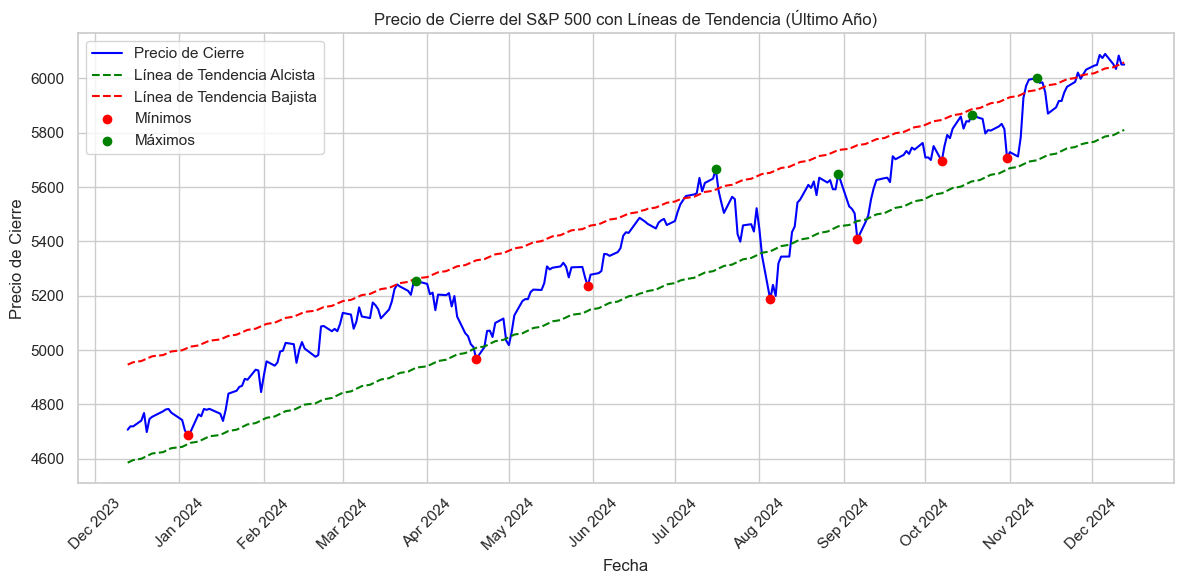 Precio de Cierre del S&P 500 con Líneas de Tendencia (Último Año)
Precio de Cierre
Línea de Tendencia Alcista
Línea de Tendencia Bajista
Mínimos
Máximos
Precio de Cierre
6000
5800
5600
5400
5200
5000
4800
4600
Dec 2023
Jan 2024
Feb 2024
Mar 2024
Apr 2024
May 2024
Jun 2024
Jul 2024
Aug 2024
Sep 2024
Oct 2024
Nov 2024
Dec 2024
Fecha